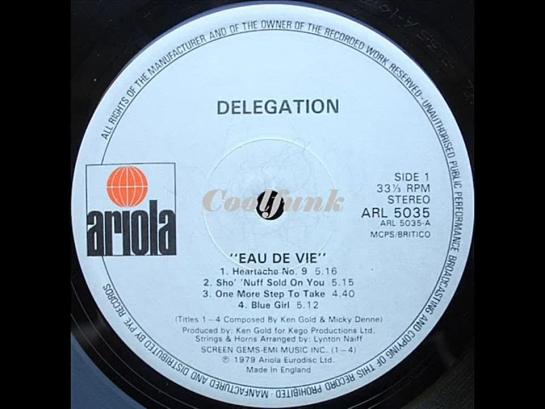 ALL RIGHTS OF THE MANUFACTURER AND OF THE OWNER OF THE RECORDED WORK RESERVED-UNAUTHORISED PUBLIC PERFORMANCE BROADCASTING AND COPYING OF THIS RECORD PROHIBITED-MANUFACTURED AND DISTRIBUTED BY PYE RECORDS
DELEGATION
SIDE 1
33⅓ RPM
STEREO
ARL 5035
ARL 5035-A
MCPS/BRITICO
Coolfunk
ariola
"EAU DE VIE"
1. Heartache No. 9 5.16
2. Sho' 'Nuff Sold On You 5.15
3. One More Step to Take 4.40
4. Blue Girl 5.12
(Titles 1-4 Composed By Ken Gold & Micky Denne)
Produced by: Ken Gold for Kego Productions Ltd.
Strings & Horns Arranged by: Lynton Naiff
SCREEN GEMS-EMI MUSIC INC. (1-4)
℗ 1979 Ariola Eurodisc Ltd.
Made in England